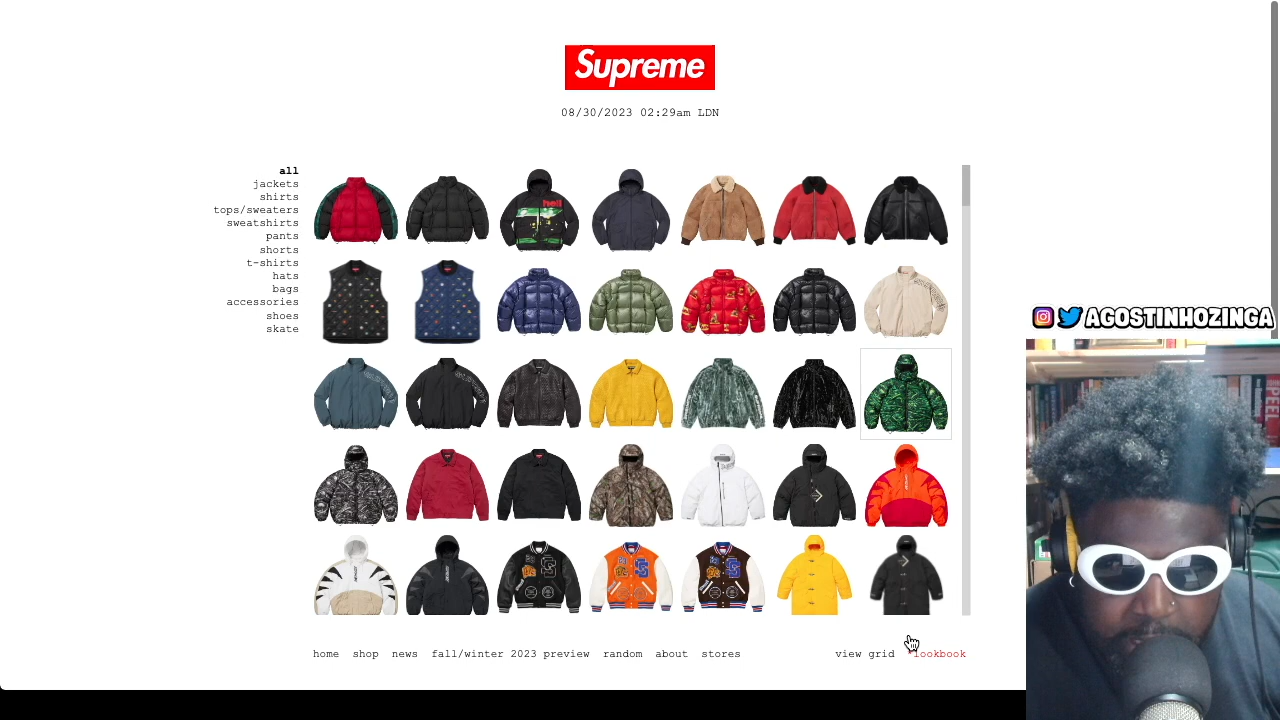 Supreme
08/30/2023 02:29am LDN
all
jackets
shirts
tops/sweaters
sweatshirts
pants
shorts
t-shirts
hats
bags
accessories
shoes
skate
hell
home shop news fall/winter 2023 preview random about stores view grid lookbook
AGOSTINHOZINGA